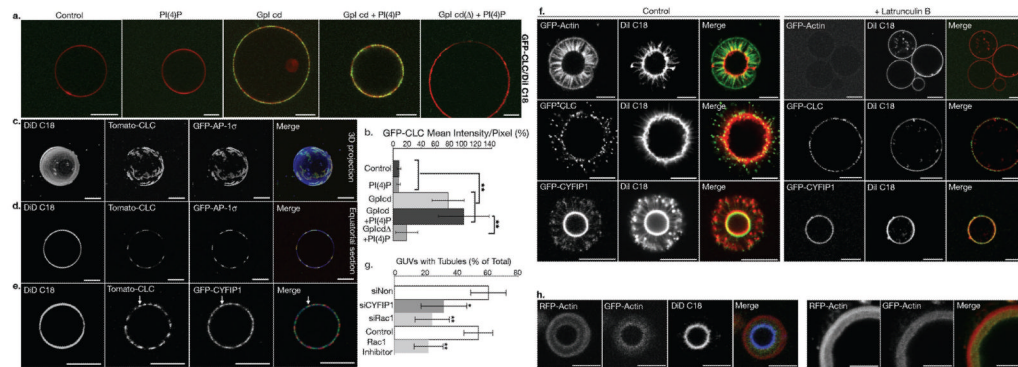 a.
Control
PI(4)P
GpI cd
GpI cd + PI(4)P
GpI cd(Δ) + PI(4)P
GFP-CLC/DiI C18
c.
DiD C18
Tomato-CLC
GFP-AP-1σ
Merge
3D projection
b.
GFP-CLC Mean Intensity/Pixel (%)
0 20 40 60 80 100 120 140
Control
PI(4)P
GpIcd
GpIcd
+PI(4)P
GpIcdΔ
+PI(4)P
**
**
d.
DiD C18
Tomato-CLC
GFP-AP-1σ
Merge
Equatorial section
e.
DiD C18
Tomato-CLC
GFP-CYFIP1
Merge
g.
GUVs with Tubules (% of Total)
0 20 40 60 80
siNon
siCYFIP1
*
siRac1
**
Control
Rac1
Inhibitor
**
f.
Control
+ Latrunculin B
GFP-Actin
DiI C18
Merge
GFP-Actin
DiI C18
Merge
GFP-CLC
DiI C18
Merge
GFP-CLC
DiI C18
Merge
GFP-CYFIP1
DiI C18
Merge
GFP-CYFIP1
DiI C18
Merge
h.
RFP-Actin
GFP-Actin
DiD C18
Merge
RFP-Actin
GFP-Actin
Merge